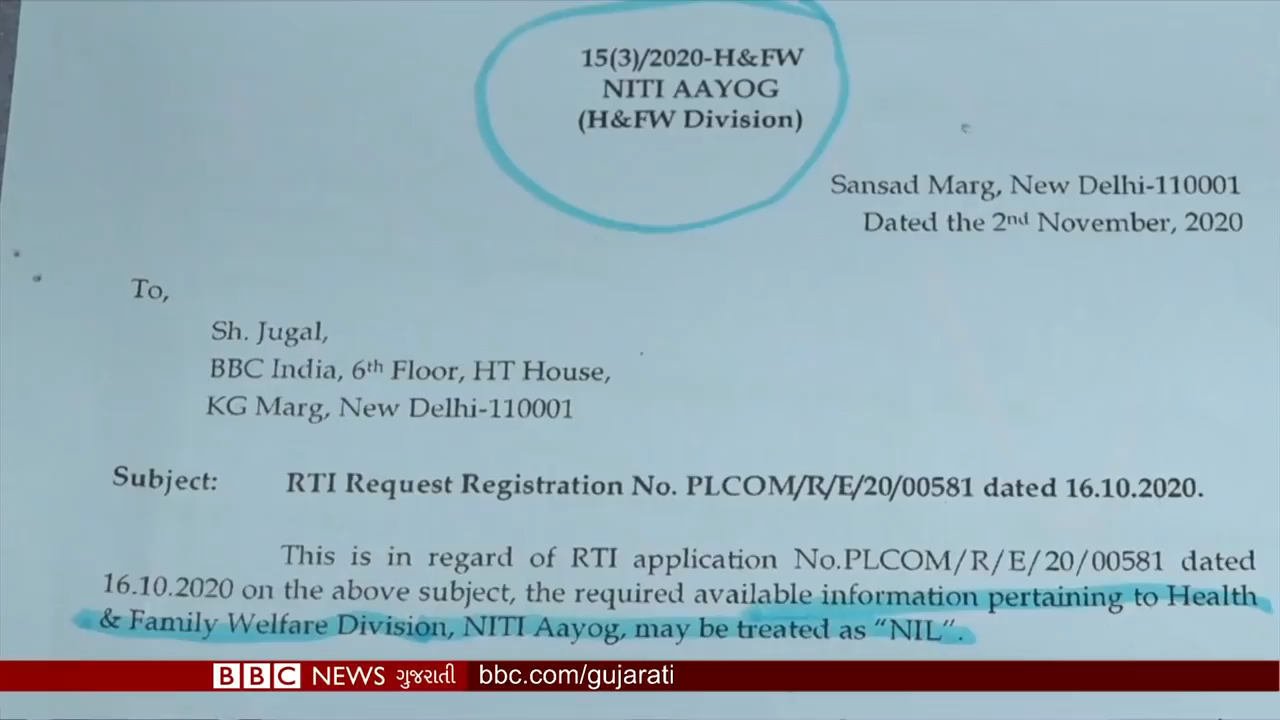 15(3)/2020-H&FW
NITI AAYOG
(H&FW Division)
Sansad Marg, New Delhi-110001
Dated the 2nd November, 2020
To,
Sh. Jugal,
BBC India, 6th Floor, HT House,
KG Marg, New Delhi-110001
Subject: RTI Request Registration No. PLCOM/R/E/20/00581 dated 16.10.2020.
This is in regard of RTI application No.PLCOM/R/E/20/00581 dated
16.10.2020 on the above subject, the required available information pertaining to Health
& Family Welfare Division, NITI Aayog, may be treated as “NIL”.
BBC NEWS ગુજરાતી bbc.com/gujarati